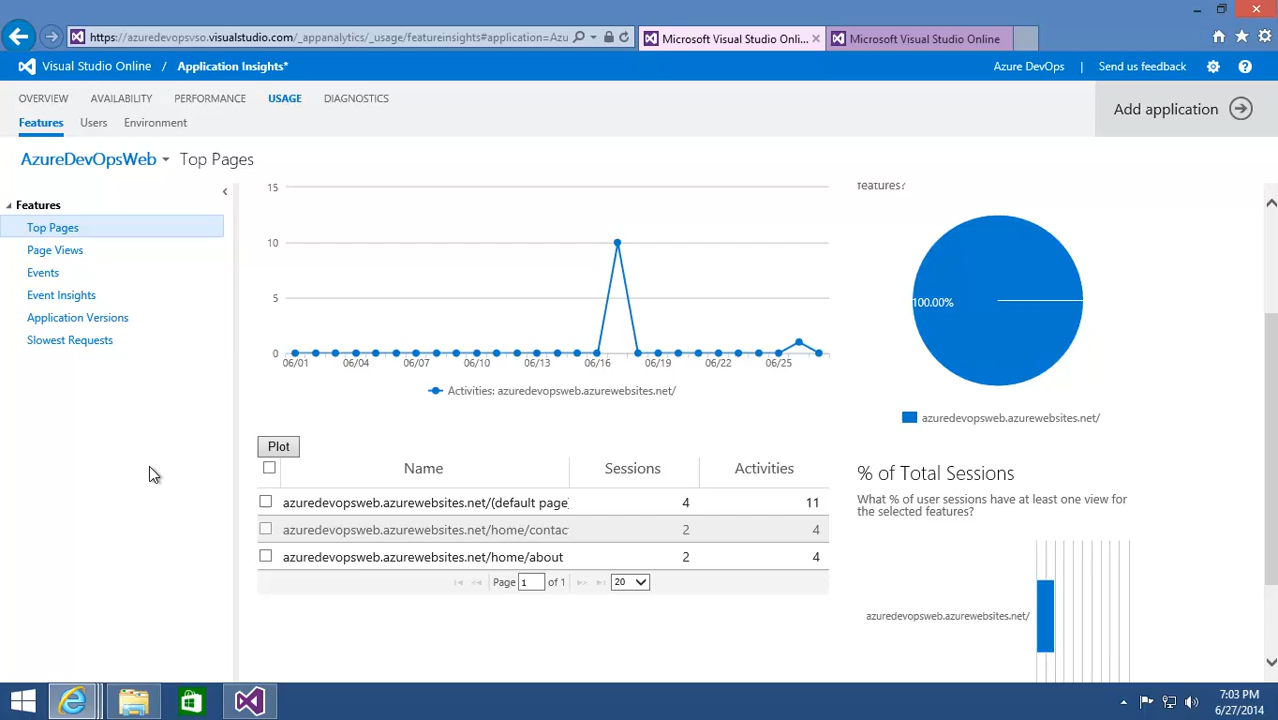 https://azuredevopsvso.visualstudio.com/_appanalytics/_usage/featureinsights#application=Azu
Microsoft Visual Studio Onli...
Microsoft Visual Studio Online
Visual Studio Online / Application Insights*
Azure DevOps | Send us feedback
OVERVIEW AVAILABILITY PERFORMANCE USAGE DIAGNOSTICS
Add application
Features Users Environment
AzureDevOpsWeb Top Pages
Features
Top Pages
Page Views
Events
Event Insights
Application Versions
Slowest Requests
15
10
5
0
06/01 06/04 06/07 06/10 06/13 06/16 06/19 06/22 06/25
Activities: azuredevopsweb.azurewebsites.net/
features?
100.00%
azuredevopsweb.azurewebsites.net/
Plot
Name Sessions Activities
azuredevopsweb.azurewebsites.net/(default page) 4 11
azuredevopsweb.azurewebsites.net/home/contac 2 4
azuredevopsweb.azurewebsites.net/home/about 2 4
Page 1 of 1 20
% of Total Sessions
What % of user sessions have at least one view for
the selected features?
azuredevopsweb.azurewebsites.net/
7:03 PM
6/27/2014